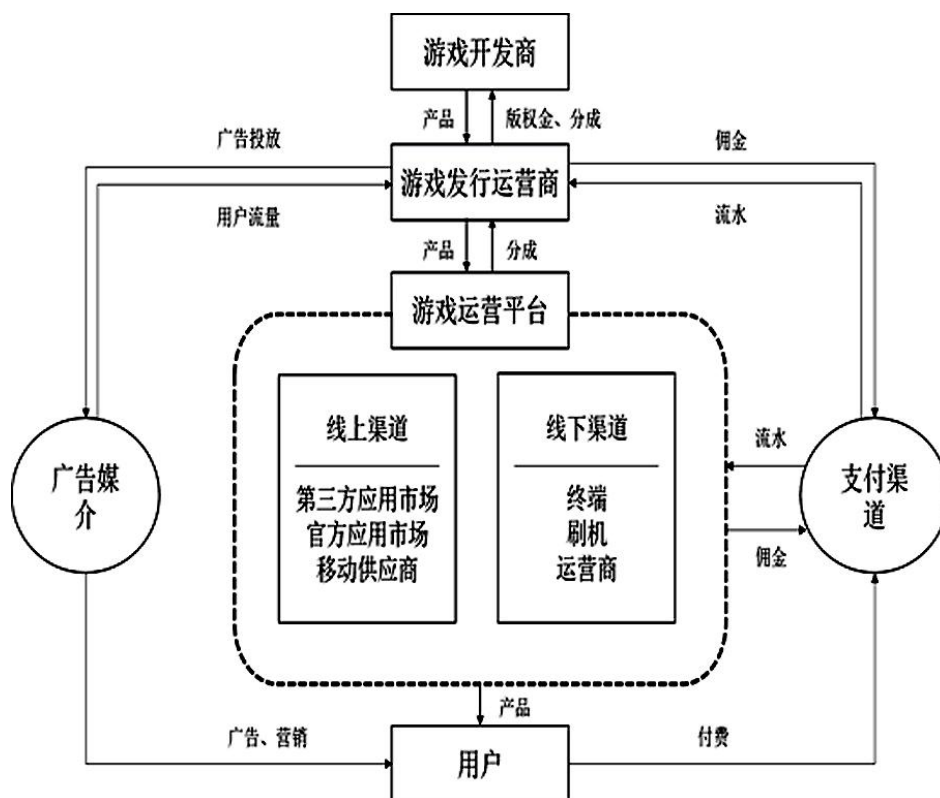 游戏开发商
产品
版权金、分成
广告投放
佣金
游戏发行运营商
用户流量
流水
产品
分成
游戏运营平台
线上渠道
第三方应用市场
官方应用市场
移动供应商
线下渠道
终端
刷机
运营商
广告媒
介
流水
支付渠
道
佣金
产品
广告、营销
付费
用户